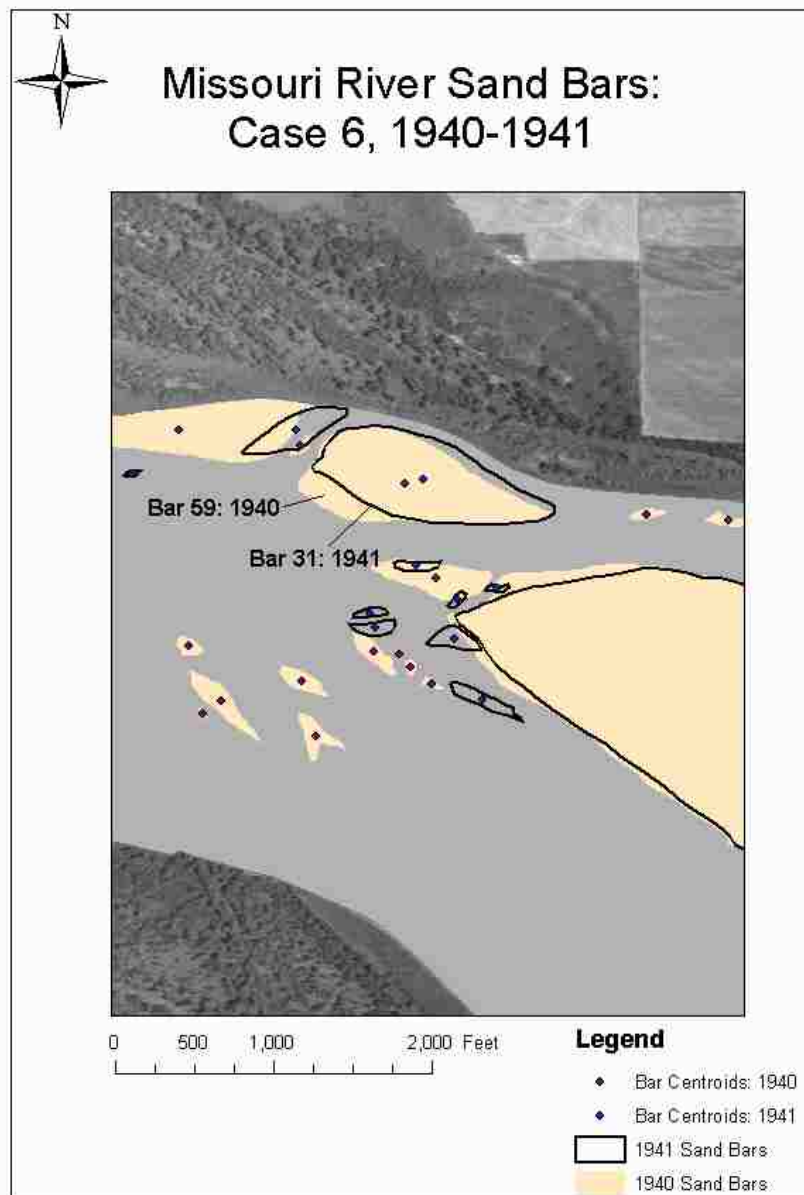 N
Missouri River Sand Bars:
Case 6, 1940-1941
Bar 59: 1940
Bar 31: 1941
0 500 1,000 2,000 Feet
Legend
Bar Centroids: 1940
Bar Centroids: 1941
1941 Sand Bars
1940 Sand Bars